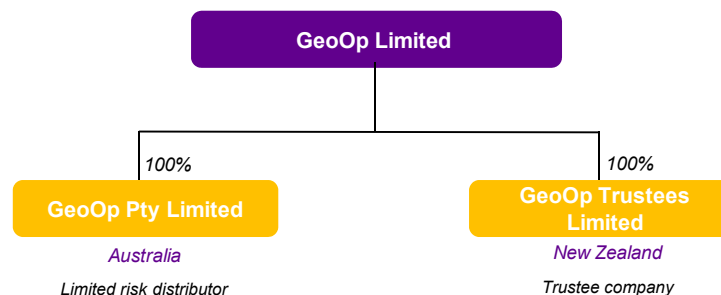 GeoOp Limited
100%
100%
GeoOp Pty Limited
GeoOp Trustees
Limited
Australia
New Zealand
Limited risk distributor
Trustee company